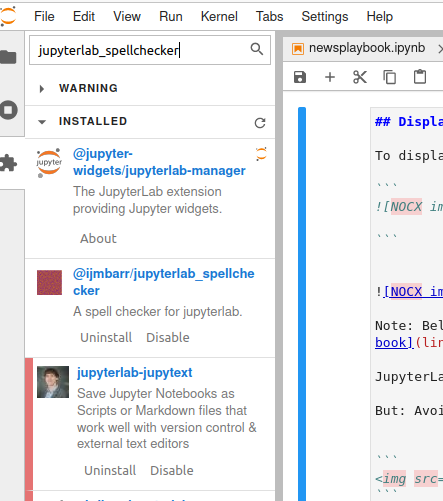 File Edit View Run Kernel Tabs Settings Help
jupyterlab_spellchecker
WARNING
INSTALLED
jupyter
@jupyter-
widgets/jupyterlab-manager
The JupyterLab extension
providing Jupyter widgets.
About
@ijmbarr/jupyterlab_spellche
cker
A spell checker for jupyterlab.
Uninstall Disable
jupyterlab-jupytext
Save Jupyter Notebooks as
Scripts or Markdown files that
work well with version control &
external text editors
Uninstall Disable
newsplaybook.ipynb
## Displa
To displa
```
![NOCX im
```
![NOCX im
Note: Bel
book](lin
JupyterLa
But: Avoi
```
<img src=
```